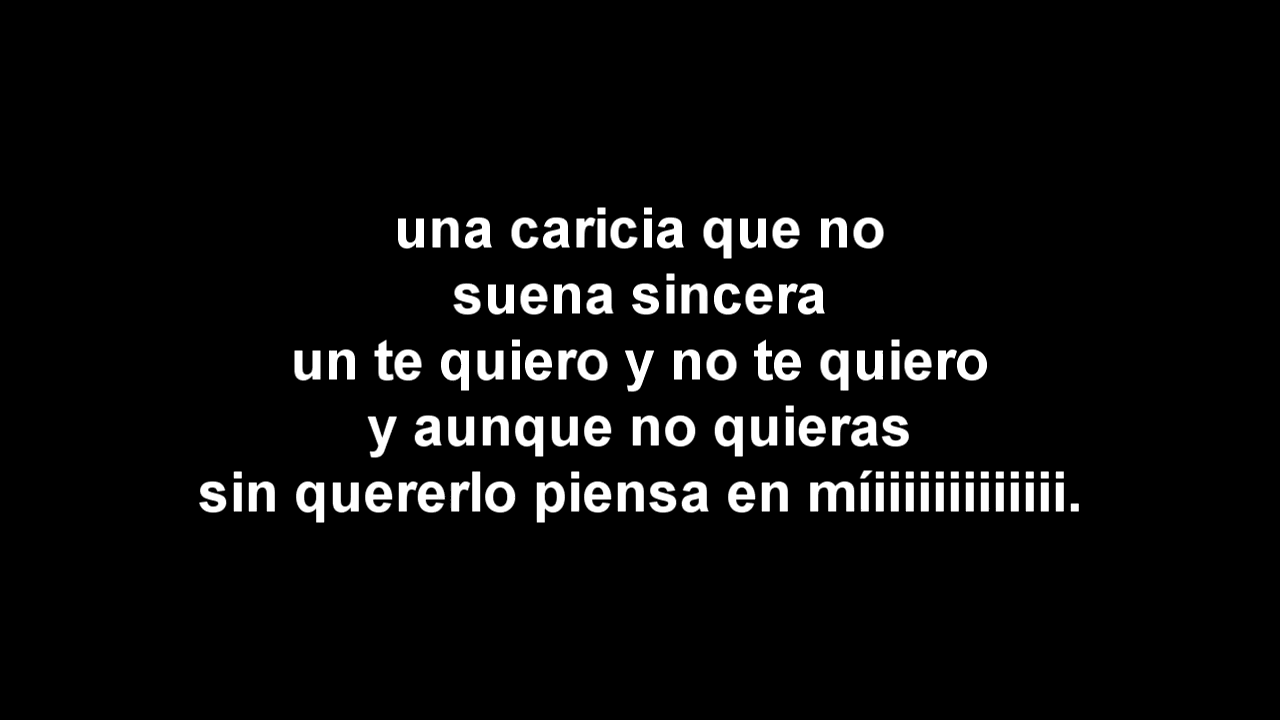 una caricia que no
suena sincera
un te quiero y no te quiero
y aunque no quieras
sin quererlo piensa en míiiiiiiiiiiiii.